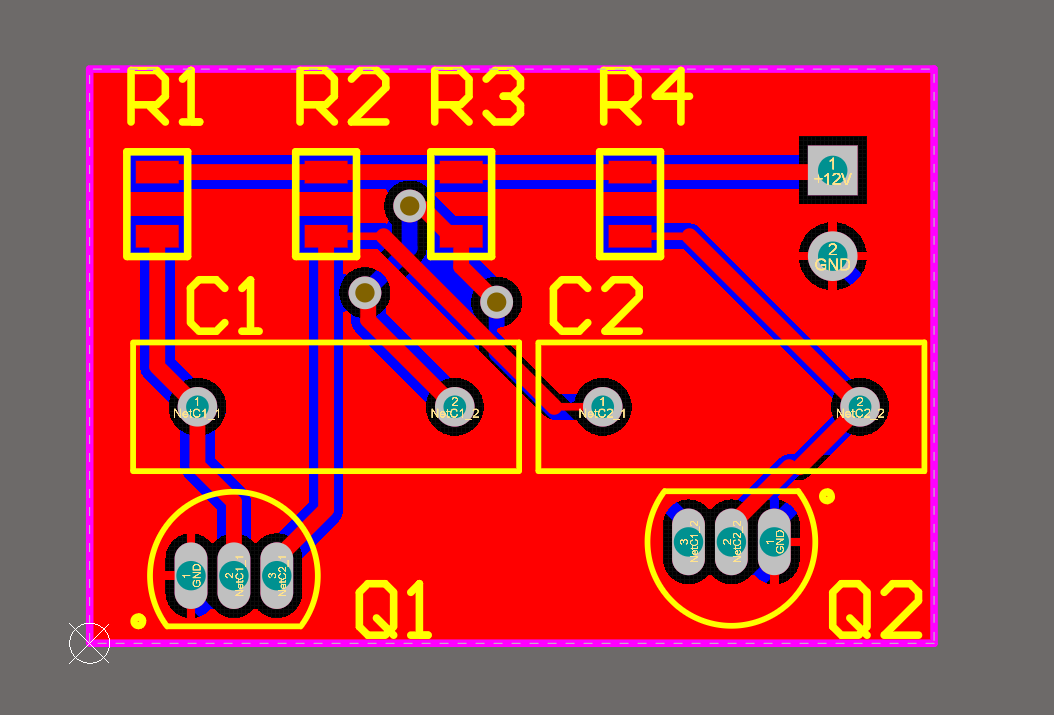 R1 R2 R3 R4
1
+12V
2
GND
C1 C2
1
NetC1_1
2
NetC1_2
1
NetC2_1
2
NetC2_2
1
GND
2
NetC1_1
3
NetC2_1
3
NetC1_2
2
NetC2_2
1
GND
Q1 Q2